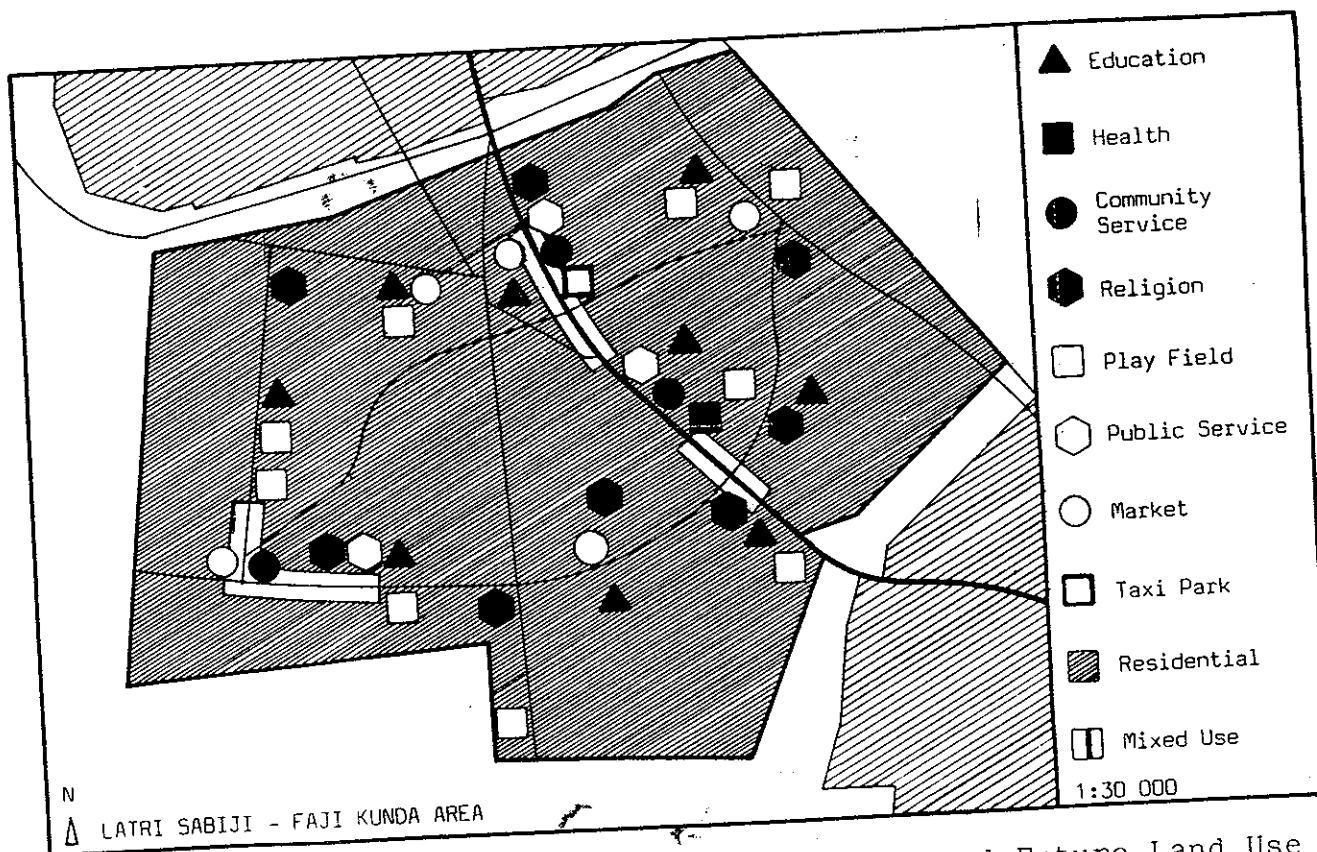 Education
Health
Community
Service
Religion
Play Field
Public Service
Market
Taxi Park
Residential
Mixed Use
1:30 000
N
LATRI SABIJI - FAJI KUNDA AREA
Future Land Use